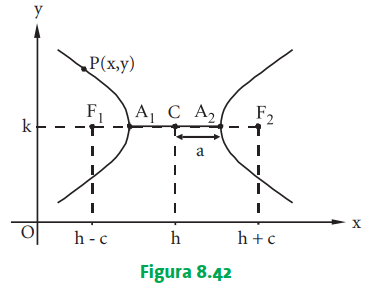 y
P(x,y)
F1 A1 C A2 F2
k
a
x
O h - c h h + c
Figura 8.42